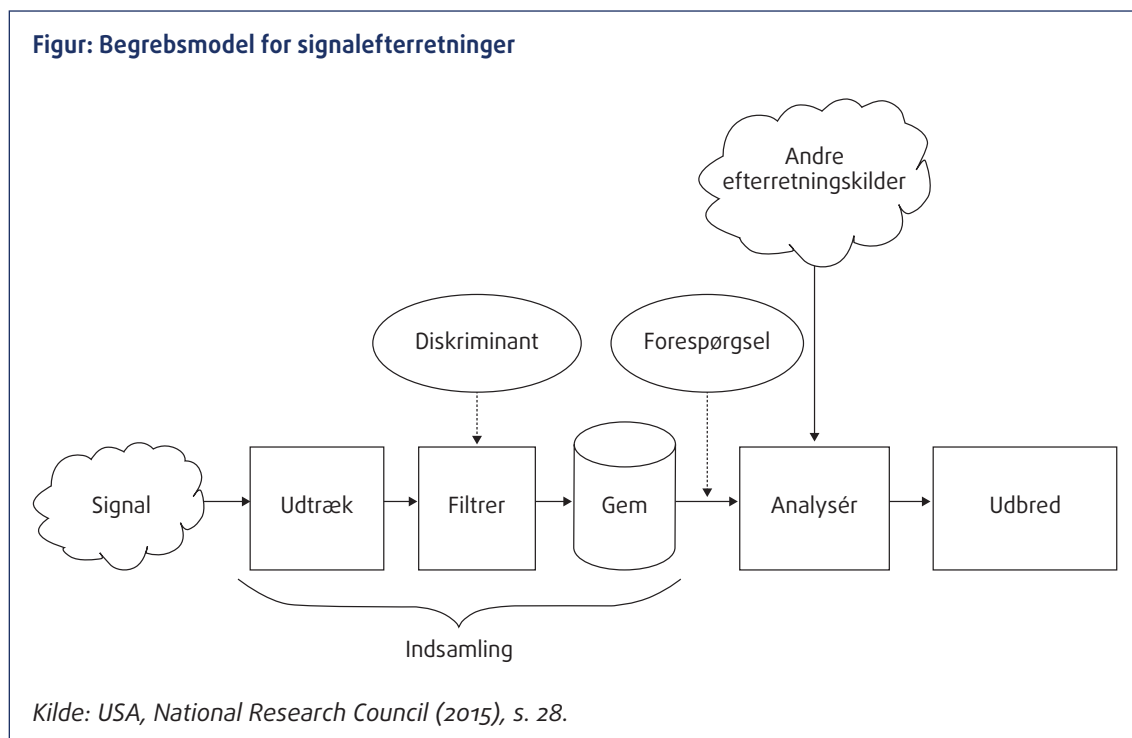 Figur: Begrebsmodel for signalefterretninger
Andre
efterretningskilder
Diskriminant
Forespørgsel
Signal
Udtræk
Filtrer
Gem
Analysér
Udbred
Indsamling
Kilde: USA, National Research Council (2015), s. 28.